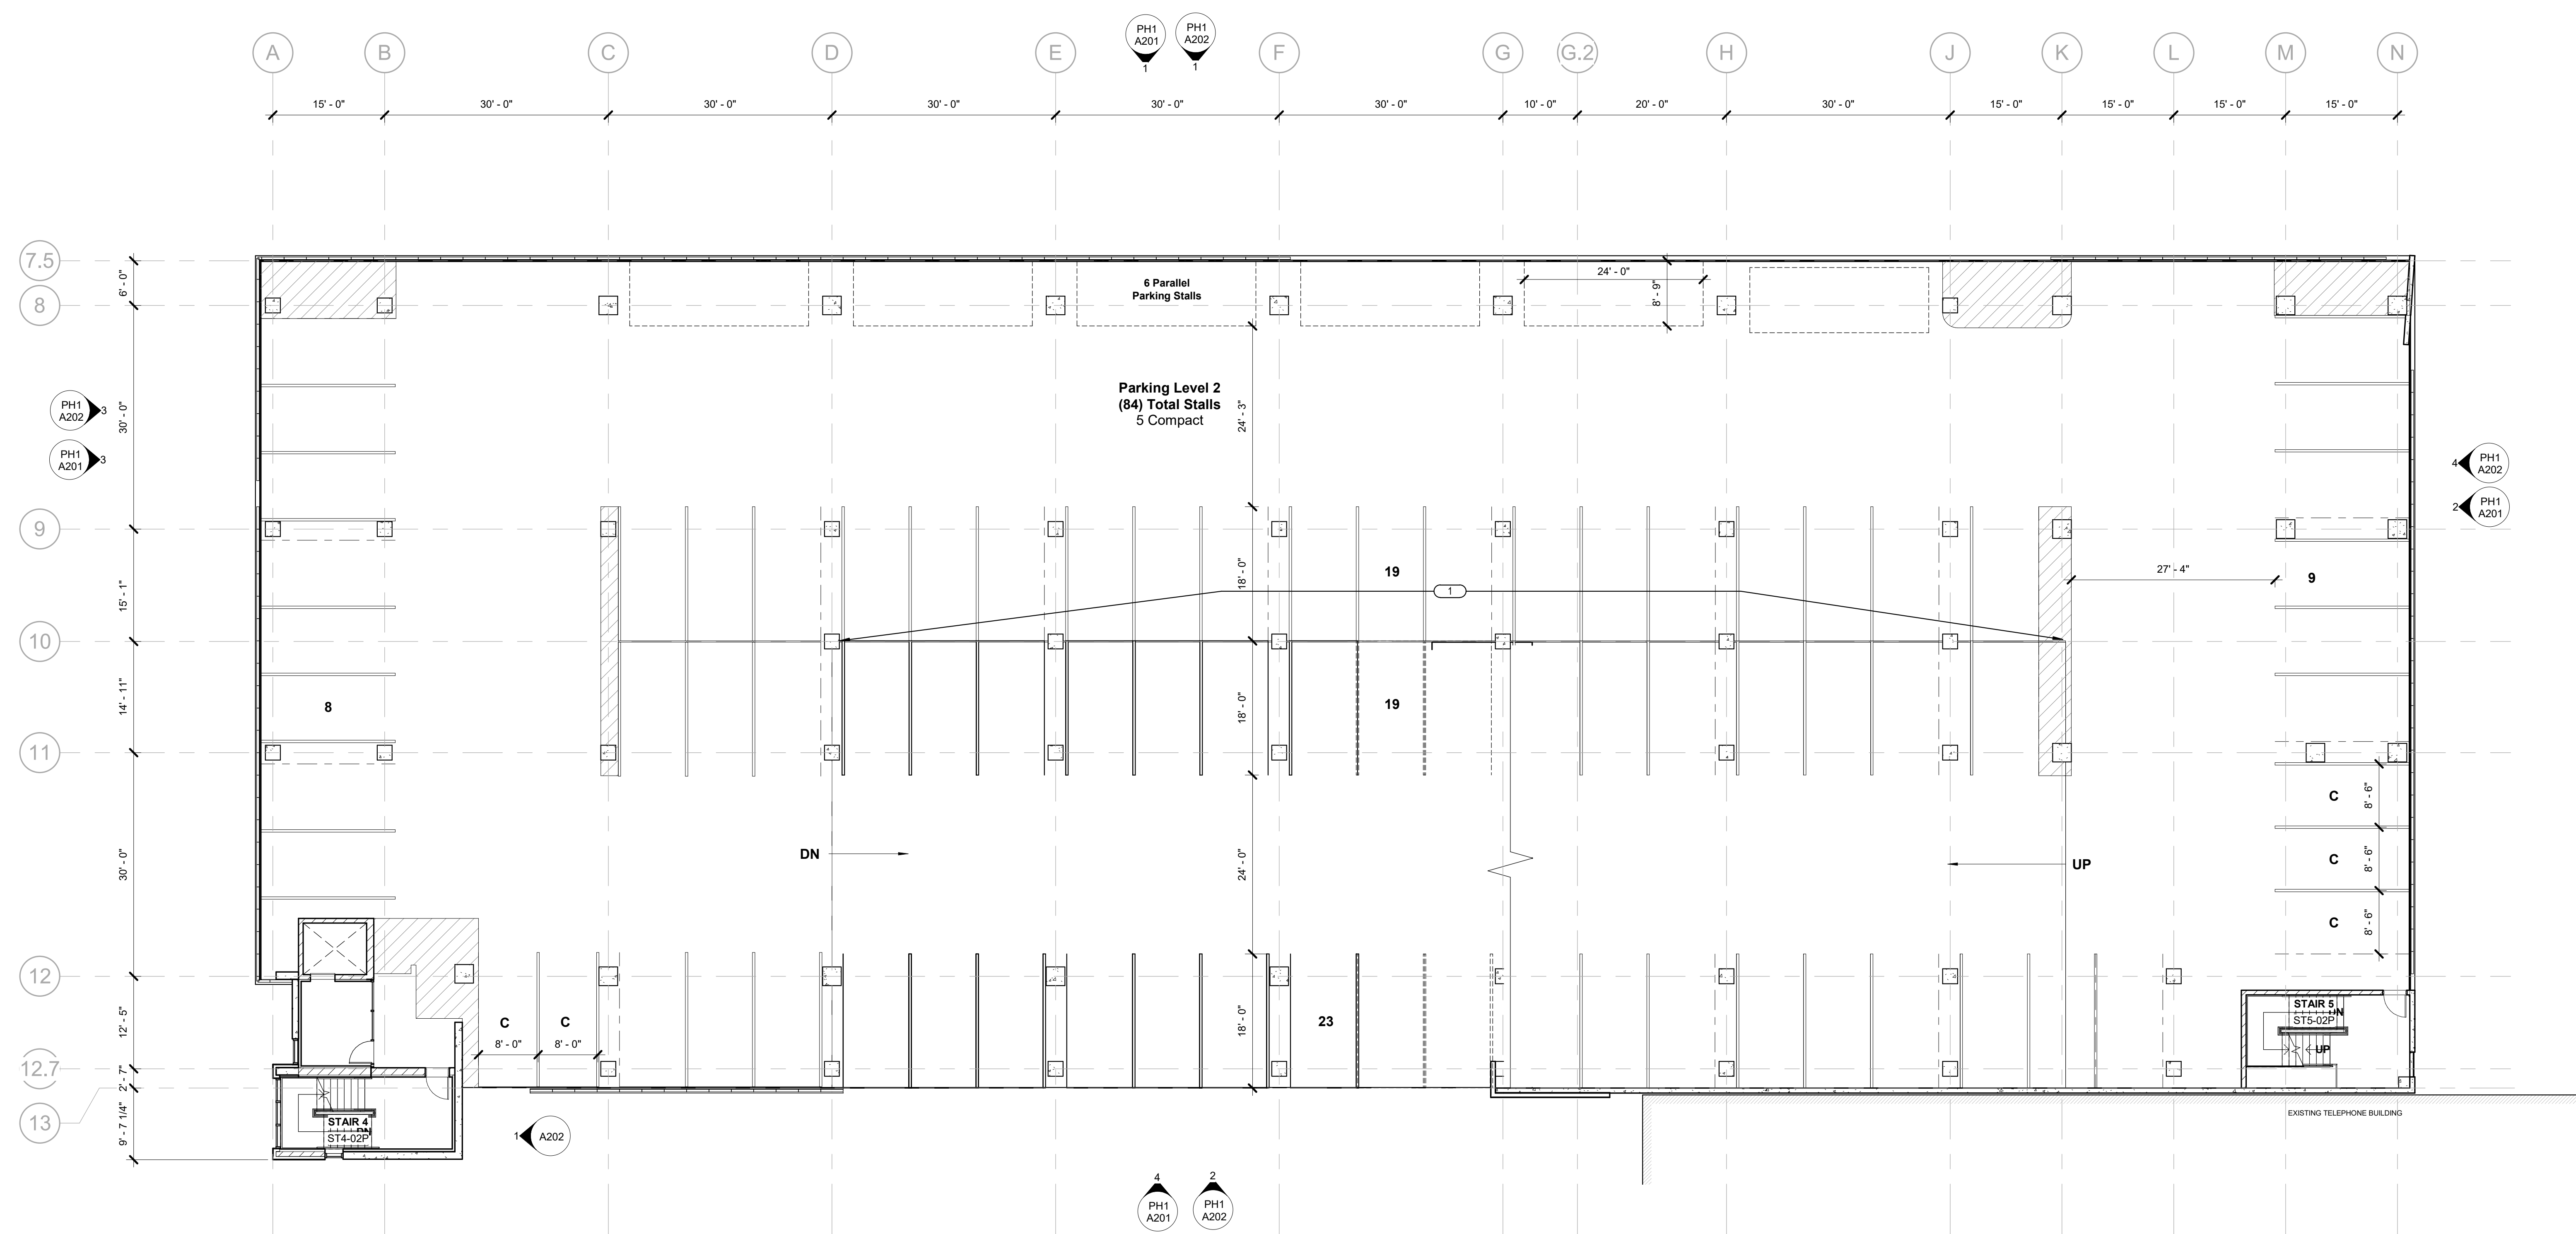 PH1
A201
1
PH1
A202
1
A
B
C
D
E
F
G
G.2
H
J
K
L
M
N
15' - 0"
30' - 0"
30' - 0"
30' - 0"
30' - 0"
30' - 0"
10' - 0"
20' - 0"
30' - 0"
15' - 0"
15' - 0"
15' - 0"
15' - 0"
7.5
8
9
10
11
12
12.7
13
6' - 0"
30' - 0"
15' - 1"
14' - 11"
30' - 0"
12' - 5"
2' - 7"
9' - 7 1/4"
6 Parallel
Parking Stalls
24' - 0"
8' - 9"
Parking Level 2
(84) Total Stalls
5 Compact
24' - 3"
PH1
A202
3
PH1
A201
3
4
PH1
A202
2
PH1
A201
18' - 0"
19
1
27' - 4"
9
18' - 0"
19
8
C
8' - 6"
C
8' - 6"
C
8' - 6"
DN
24' - 0"
UP
C
C
8' - 0"
8' - 0"
18' - 0"
23
STAIR 5
DN
ST5-02P
UP
STAIR 4
DN
ST4-02P
1
A202
EXISTING TELEPHONE BUILDING
4
PH1
A201
2
PH1
A202